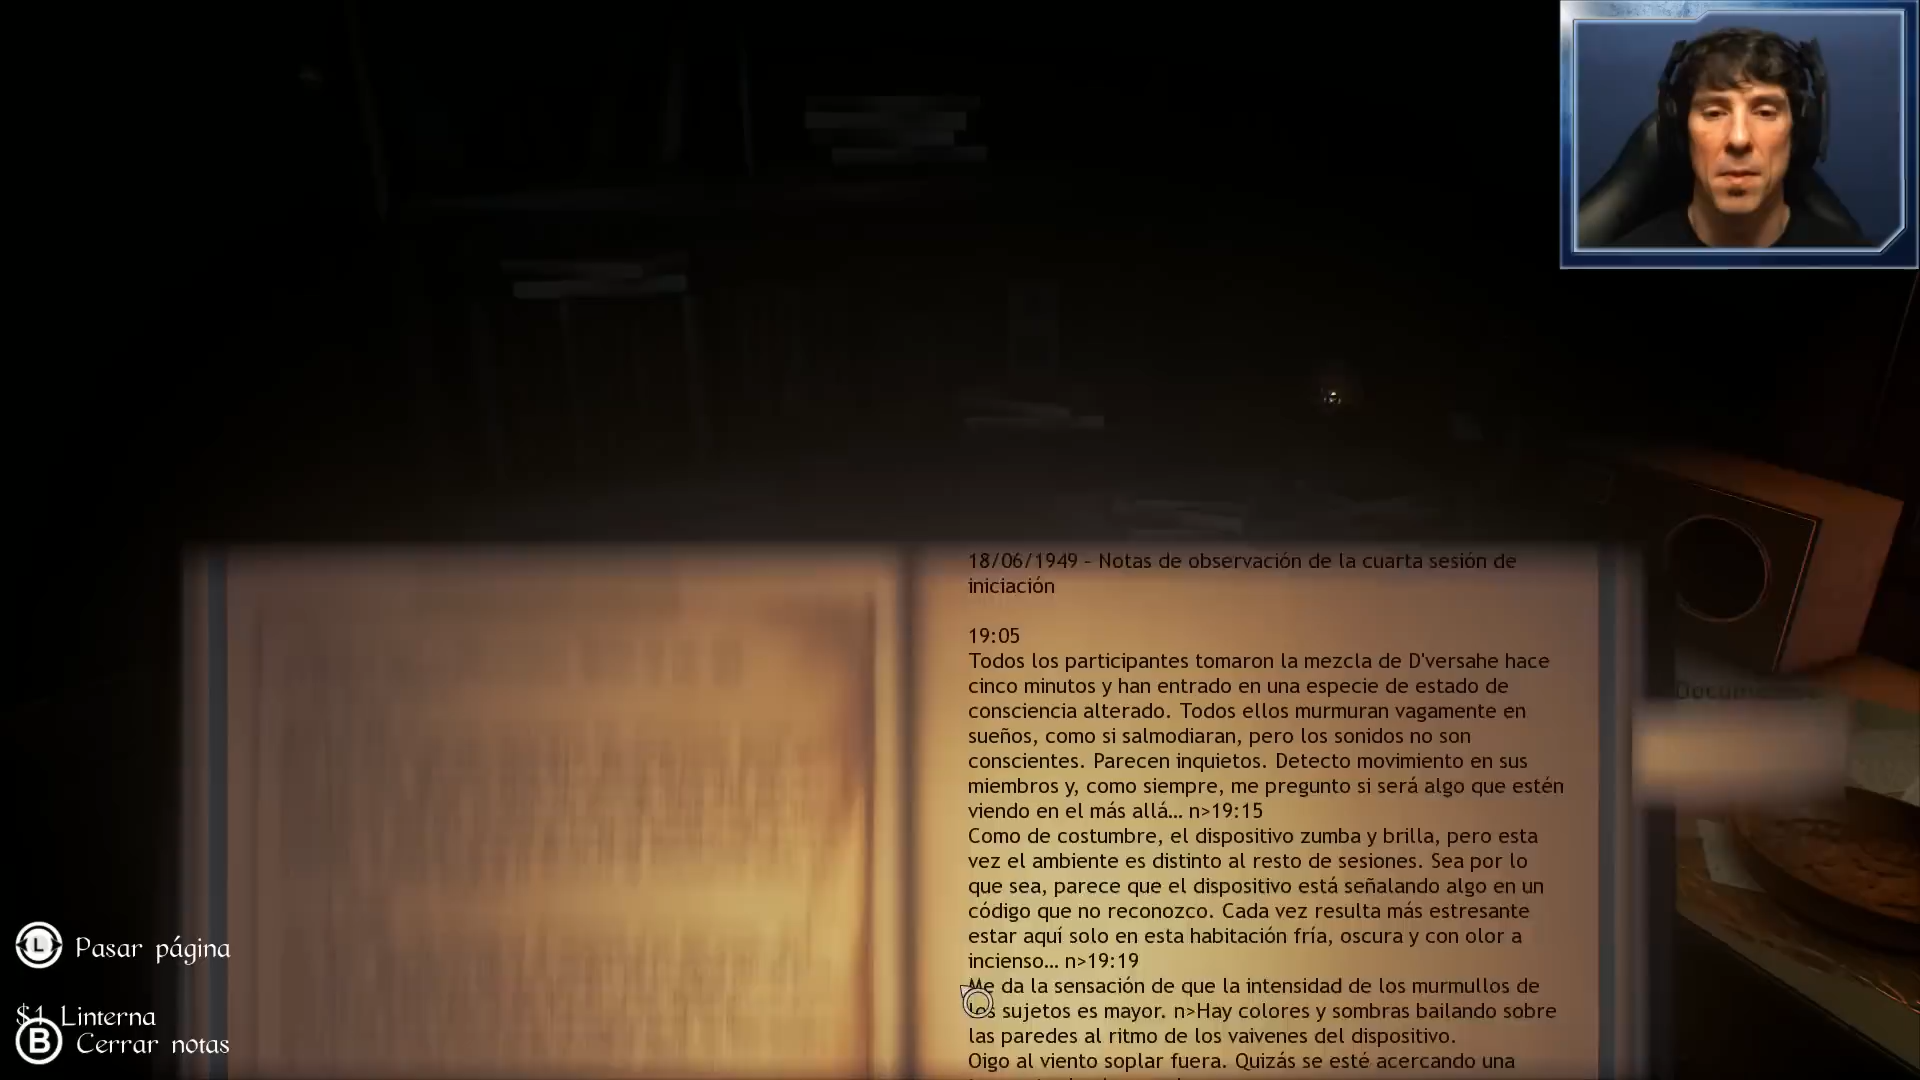 18/06/1949 - Notas de observación de la cuarta sesión de
iniciación
19:05
Todos los participantes tomaron la mezcla de D'versahe hace
cinco minutos y han entrado en una especie de estado de
consciencia alterado. Todos ellos murmuran vagamente en
sueños, como si salmodiaran, pero los sonidos no son
conscientes. Parecen inquietos. Detecto movimiento en sus
miembros y, como siempre, me pregunto si será algo que estén
viendo en el más allá... n>19:15
Como de costumbre, el dispositivo zumba y brilla, pero esta
vez el ambiente es distinto al resto de sesiones. Sea por lo
que sea, parece que el dispositivo está señalando algo en un
código que no reconozco. Cada vez resulta más estresante
estar aquí solo en esta habitación fría, oscura y con olor a
incienso... n>19:19
Me da la sensación de que la intensidad de los murmullos de
los sujetos es mayor. n>Hay colores y sombras bailando sobre
las paredes al ritmo de los vaivenes del dispositivo.
Oigo al viento soplar fuera. Quizás se esté acercando una
L Pasar página
$1 Linterna
B Cerrar notas